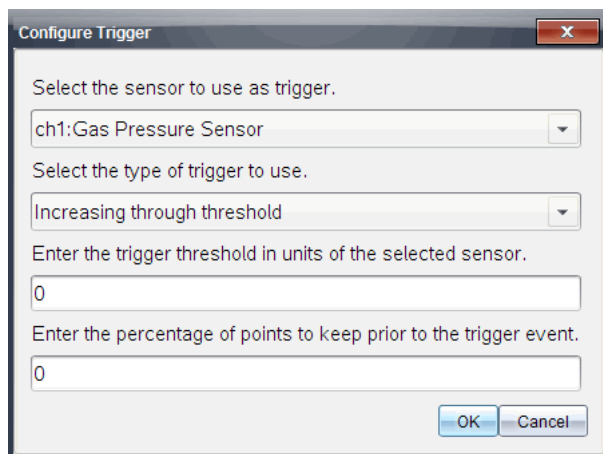 Configure Trigger
x
Select the sensor to use as trigger.
ch1:Gas Pressure Sensor
Select the type of trigger to use.
Increasing through threshold
Enter the trigger threshold in units of the selected sensor.
0
Enter the percentage of points to keep prior to the trigger event.
0
OK Cancel